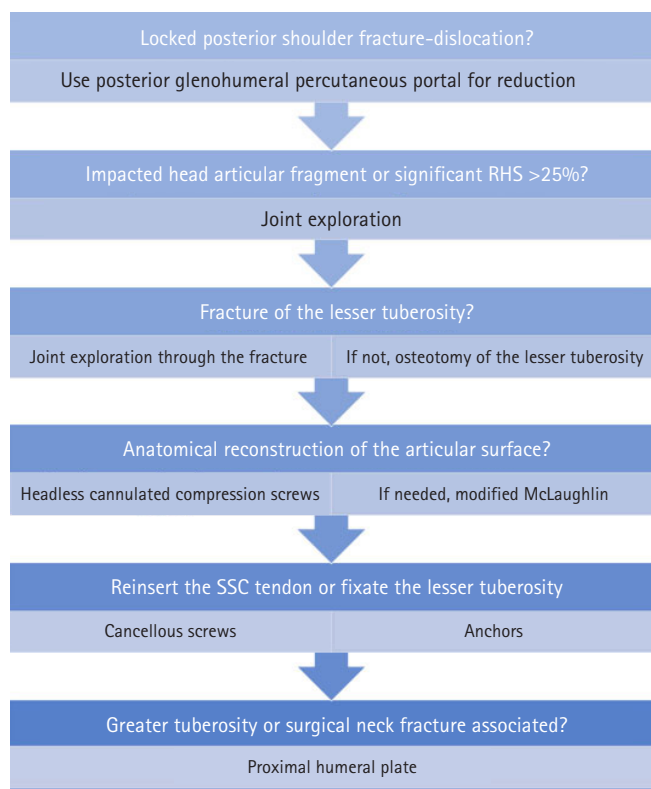 Locked posterior shoulder fracture-dislocation?
Use posterior glenohumeral percutaneous portal for reduction
Impacted head articular fragment or significant RHS >25%?
Joint exploration
Fracture of the lesser tuberosity?
Joint exploration through the fracture
If not, osteotomy of the lesser tuberosity
Anatomical reconstruction of the articular surface?
Headless cannulated compression screws
If needed, modified McLaughlin
Reinsert the SSC tendon or fixate the lesser tuberosity
Cancellous screws
Anchors
Greater tuberosity or surgical neck fracture associated?
Proximal humeral plate